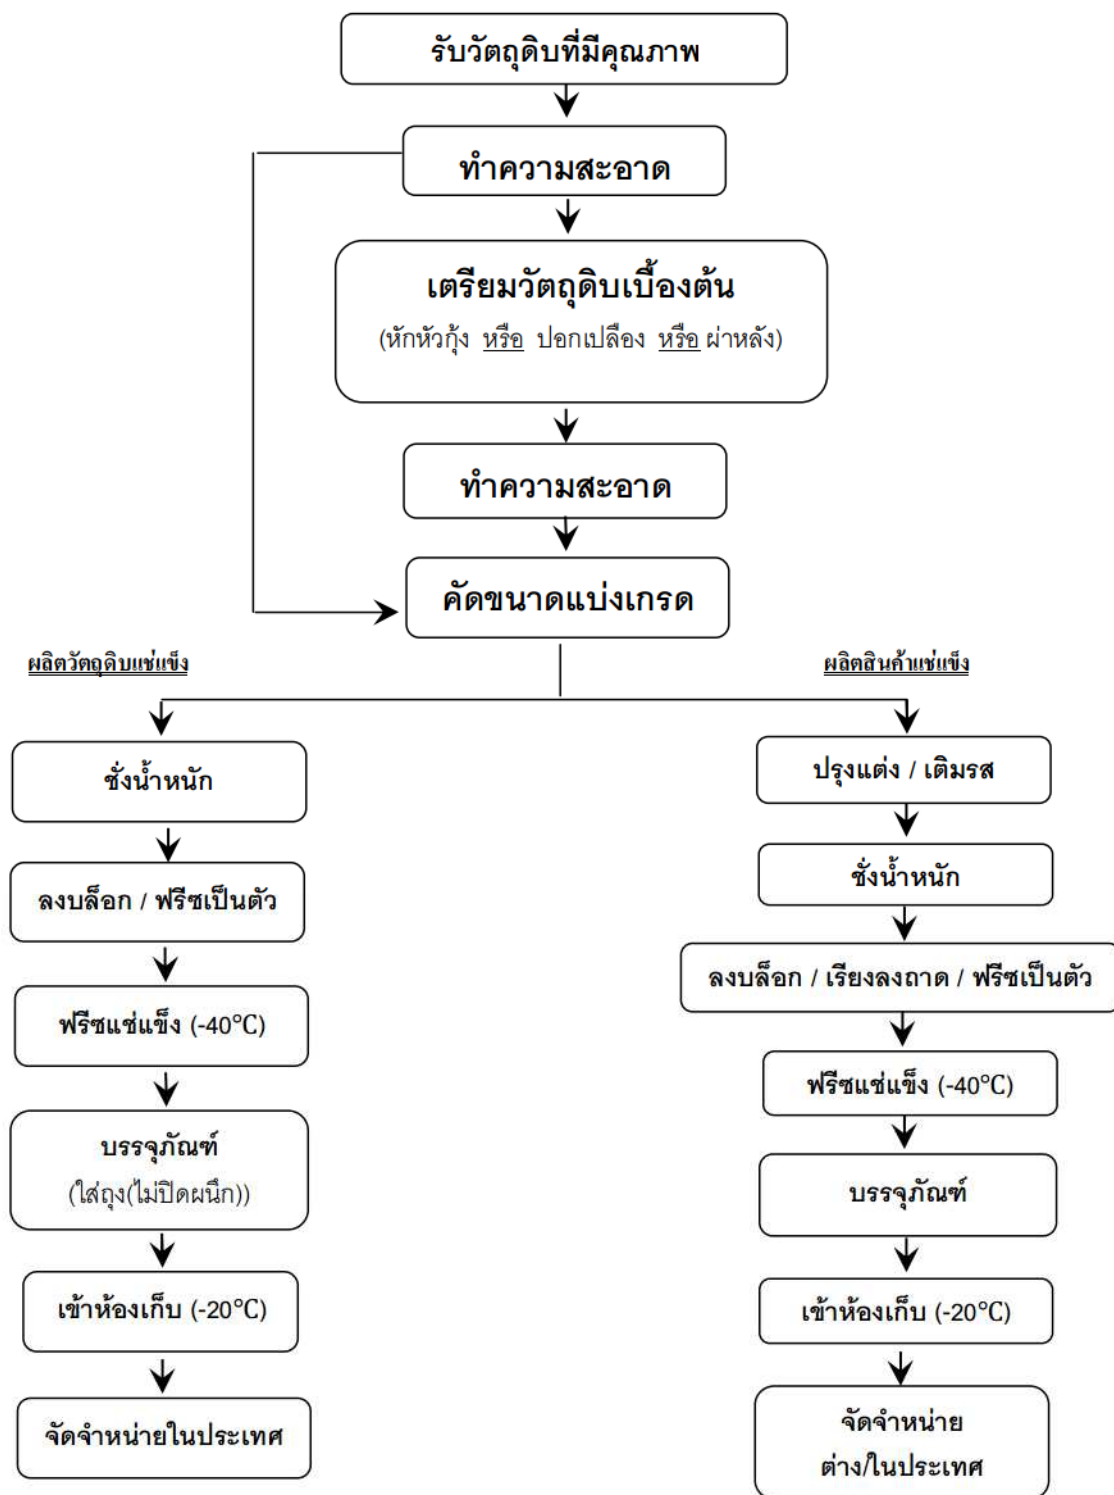 รับวัตถุดิบที่มีคุณภาพ
ทำความสะอาด
เตรียมวัตถุดิบเบื้องต้น
(หักหัวกุ้ง หรือ ปอกเปลือง หรือ ผ่าหลัง)
ทำความสะอาด
คัดขนาดแบ่งเกรด
ผลิตวัตถุดิบแช่แข็ง
ชั่งน้ำหนัก
ลงบล็อก / ฟรีซเป็นตัว
ฟรีซแช่แข็ง (-40°C)
บรรจุภัณฑ์
(ใส่ถุง(ไม่ปิดผนึก))
เข้าห้องเก็บ (-20°C)
จัดจำหน่ายในประเทศ
ผลิตสินค้าแช่แข็ง
ปรุงแต่ง / เติมรส
ชั่งน้ำหนัก
ลงบล็อก / เรียงลงถาด / ฟรีซเป็นตัว
ฟรีซแช่แข็ง (-40°C)
บรรจุภัณฑ์
เข้าห้องเก็บ (-20°C)
จัดจำหน่าย
ต่าง/ในประเทศ